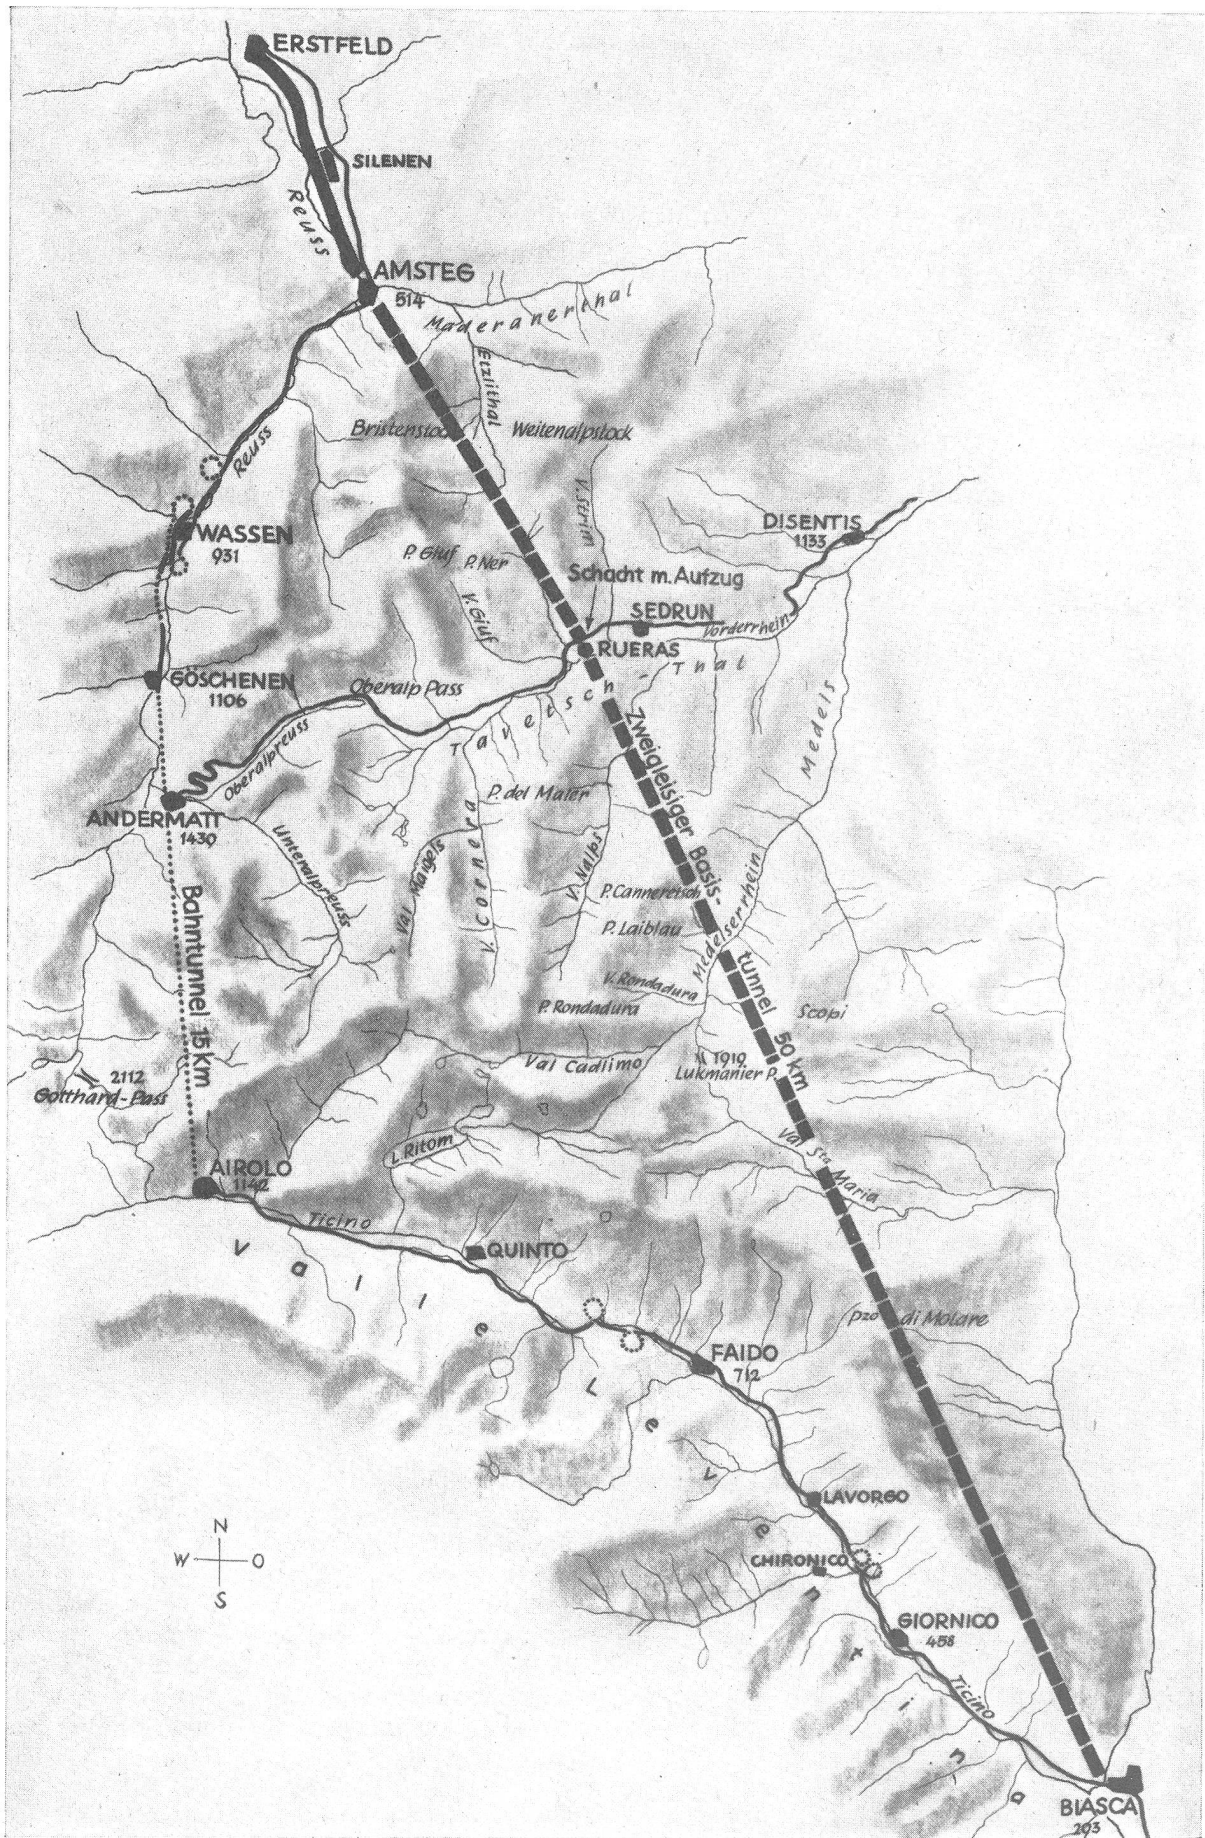 ERSTFELD
SILENEN
Reuss
AMSTEG
514
Maderanerthal
Etzlithal
Bristenstock
Weitenalpstock
Reuss
V. Strim
WASSEN
931
DISENTIS
1133
P. Giuf
P. Ner
Schacht m. Aufzug
V. Giuf
SEDRUN
Vorderrhein
RUERAS
GÖSCHENEN
1106
Oberalp Pass
Tavetsch-Thal
Medels
Oberalpreuss
Zweigleisiger Basis-
tunnel 50 km
P. del Maler
ANDERMATT
1430
Unteralpreuss
Val Maigels
V. Cornera
V. Nalps
P. Canneretsch
P. Laiblau
Medelserrhein
Bahntunnel 15 km
V. Rondadura
P. Rondadura
Scopi
Val Cadlimo
1919
Lukmanier P.
2112
Gotthard-Pass
L. Ritom
Val Sta Maria
AIROLO
1142
Ticino
QUINTO
Valle Leventina
Pzo di Molare
FAIDO
712
LAVORGO
N
W
O
S
CHIRONICO
GIORNICO
458
Ticino
BIASCA
293